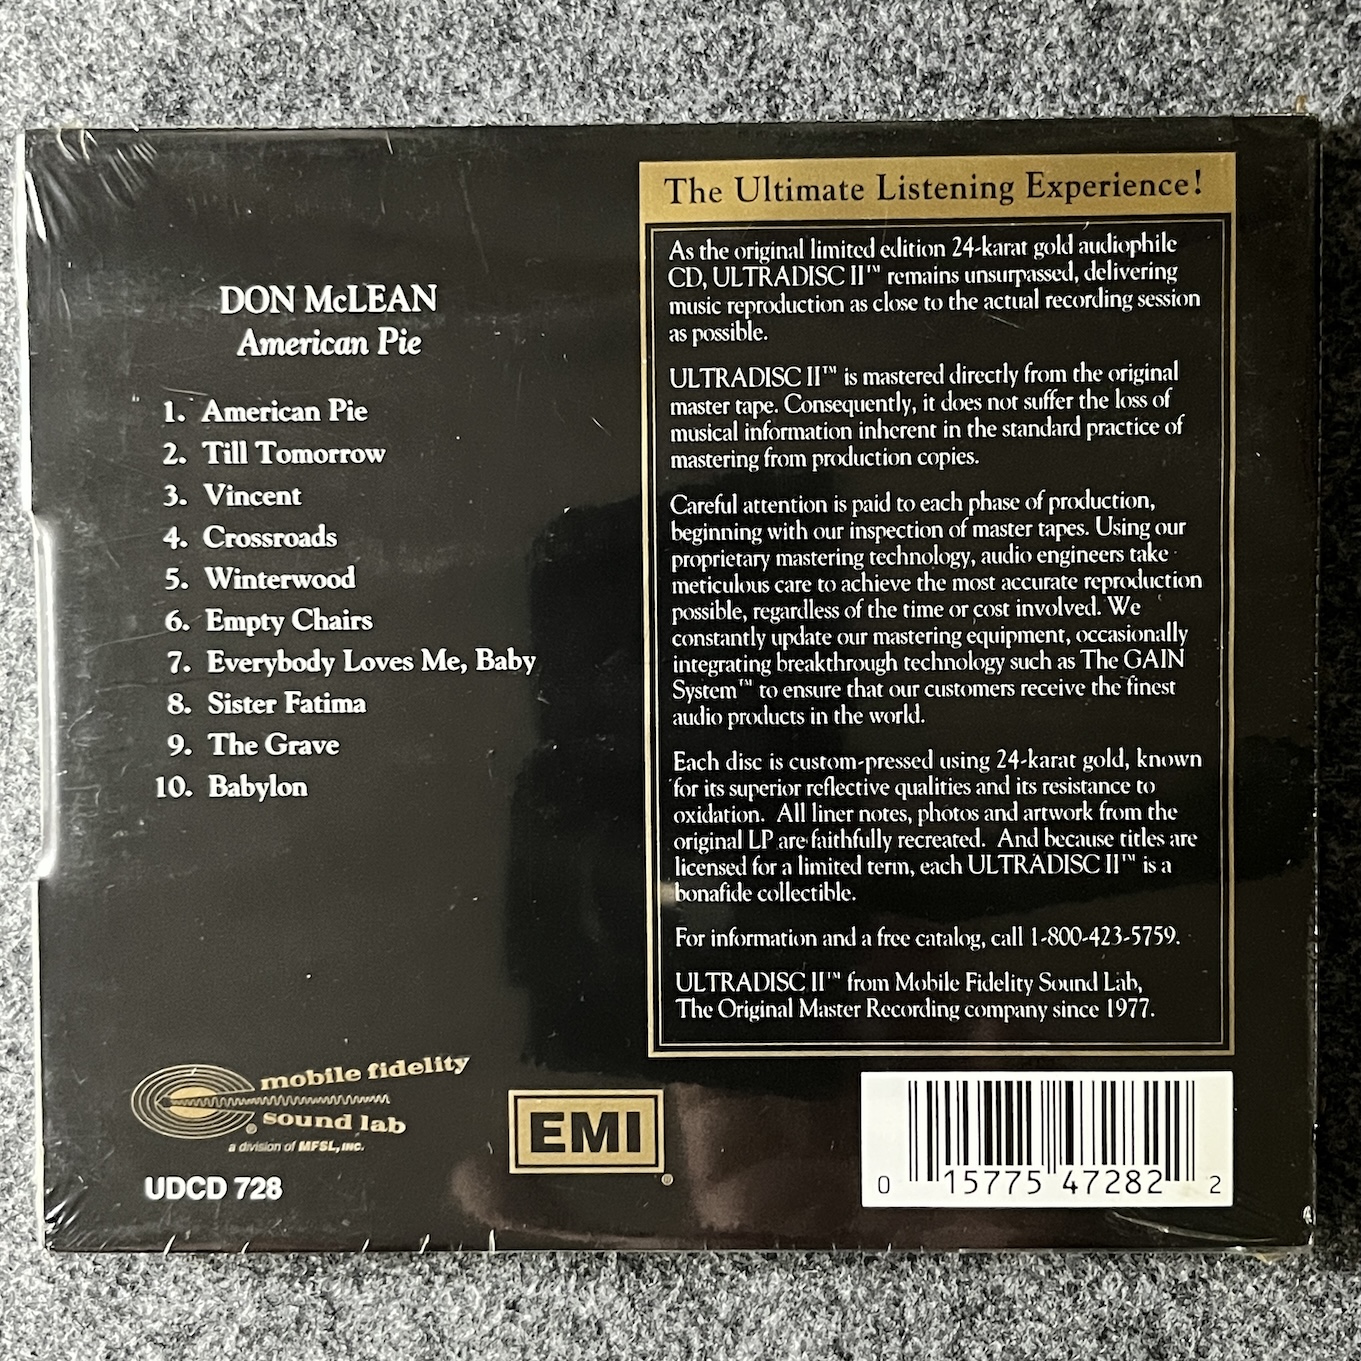 DON McLEAN
American Pie
1. American Pie
2. Till Tomorrow
3. Vincent
4. Crossroads
5. Winterwood
6. Empty Chairs
7. Everybody Loves Me, Baby
8. Sister Fatima
9. The Grave
10. Babylon
The Ultimate Listening Experience!
As the original limited edition 24-karat gold audiophile
CD, ULTRADISC II™ remains unsurpassed, delivering
music reproduction as close to the actual recording session
as possible.
ULTRADISC II™ is mastered directly from the original
master tape. Consequently, it does not suffer the loss of
musical information inherent in the standard practice of
mastering from production copies.
Careful attention is paid to each phase of production,
beginning with our inspection of master tapes. Using our
proprietary mastering technology, audio engineers take
meticulous care to achieve the most accurate reproduction
possible, regardless of the time or cost involved. We
constantly update our mastering equipment, occasionally
integrating breakthrough technology such as The GAIN
System™ to ensure that our customers receive the finest
audio products in the world.
Each disc is custom-pressed using 24-karat gold, known
for its superior reflective qualities and its resistance to
oxidation. All liner notes, photos and artwork from the
original LP are faithfully recreated. And because titles are
licensed for a limited term, each ULTRADISC II™ is a
bonafide collectible.
For information and a free catalog, call 1-800-423-5759.
ULTRADISC II™ from Mobile Fidelity Sound Lab,
The Original Master Recording company since 1977.
mobile fidelity
® sound lab
a division of MFSL, INC.
UDCD 728
EMI
®
0 15775 47282 2